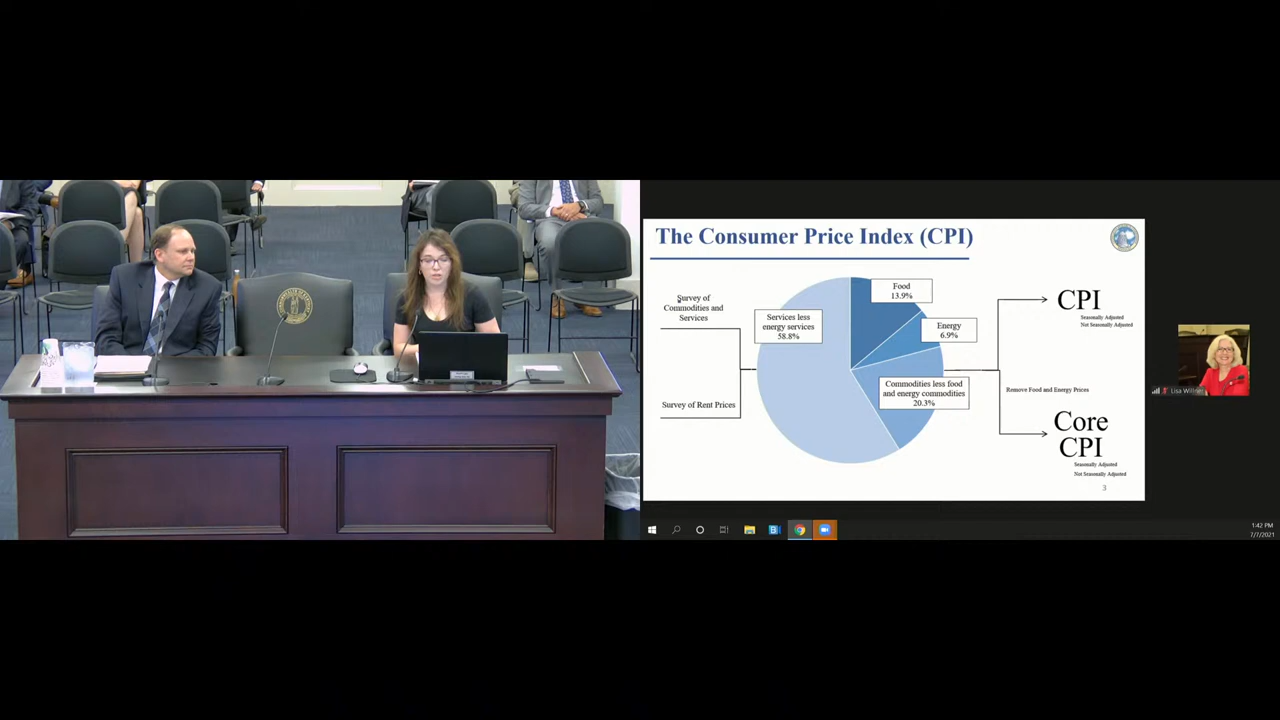 The Consumer Price Index (CPI)
Survey of
Commodities and
Services
Survey of Rent Prices
Services less
energy services
58.8%
Food
13.9%
Energy
6.9%
Commodities less food
and energy commodities
20.3%
CPI
Seasonally Adjusted
Not Seasonally Adjusted
Remove Food and Energy Prices
Core
CPI
Seasonally Adjusted
Not Seasonally Adjusted
3
1:42 PM
7/7/2021